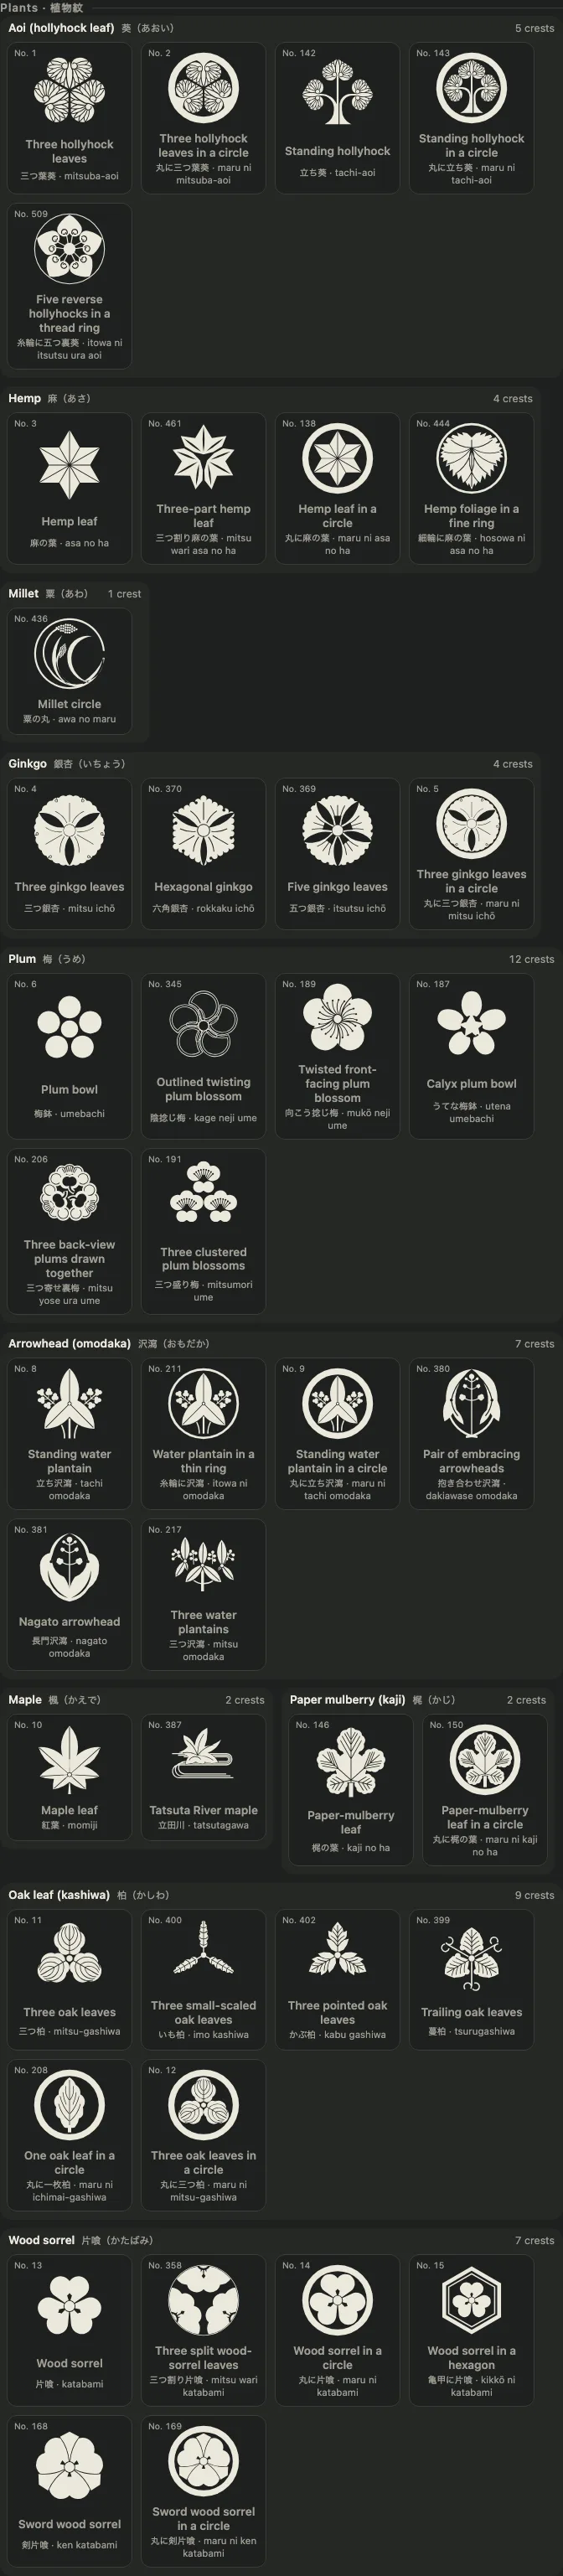 Plants · 植物紋
Aoi (hollyhock leaf) 葵（あおい） 5 crests
No. 1
Three hollyhock
leaves
三つ葉葵 · mitsuba-aoi
No. 2
Three hollyhock
leaves in a circle
丸に三つ葉葵 · maru ni
mitsuba-aoi
No. 142
Standing hollyhock
立ち葵 · tachi-aoi
No. 143
Standing hollyhock
in a circle
丸に立ち葵 · maru ni
tachi-aoi
No. 509
Five reverse
hollyhocks in a
thread ring
糸輪に五つ裏葵 · itowa ni
itsutsu ura aoi
Hemp 麻（あさ） 4 crests
No. 3
Hemp leaf
麻の葉 · asa no ha
No. 461
Three-part hemp
leaf
三つ割り麻の葉 · mitsu
wari asa no ha
No. 138
Hemp leaf in a
circle
丸に麻の葉 · maru ni asa
no ha
No. 444
Hemp foliage in a
fine ring
細輪に麻の葉 · hosowa ni
asa no ha
Millet 粟（あわ） 1 crest
No. 436
Millet circle
粟の丸 · awa no maru
Ginkgo 銀杏（いちょう） 4 crests
No. 4
Three ginkgo leaves
三つ銀杏 · mitsu ichō
No. 370
Hexagonal ginkgo
六角銀杏 · rokkaku ichō
No. 369
Five ginkgo leaves
五つ銀杏 · itsutsu ichō
No. 5
Three ginkgo leaves
in a circle
丸に三つ銀杏 · maru ni
mitsu ichō
Plum 梅（うめ） 12 crests
No. 6
Plum bowl
梅鉢 · umebachi
No. 345
Outlined twisting
plum blossom
陰捻じ梅 · kage neji ume
No. 189
Twisted front-
facing plum
blossom
向こう捻じ梅 · mukō neji
ume
No. 187
Calyx plum bowl
うてな梅鉢 · utena
umebachi
No. 206
Three back-view
plums drawn
together
三つ寄せ裏梅 · mitsu
yose ura ume
No. 191
Three clustered
plum blossoms
三つ盛り梅 · mitsumori
ume
Arrowhead (omodaka) 沢瀉（おもだか） 7 crests
No. 8
Standing water
plantain
立ち沢瀉 · tachi
omodaka
No. 211
Water plantain in a
thin ring
糸輪に沢瀉 · itowa ni
omodaka
No. 9
Standing water
plantain in a circle
丸に立ち沢瀉 · maru ni
tachi omodaka
No. 380
Pair of embracing
arrowheads
抱き合わせ沢瀉 ·
dakiawase omodaka
No. 381
Nagato arrowhead
長門沢瀉 · nagato
omodaka
No. 217
Three water
plantains
三つ沢瀉 · mitsu
omodaka
Maple 楓（かえで） 2 crests
No. 10
Maple leaf
紅葉 · momiji
No. 387
Tatsuta River maple
立田川 · tatsutagawa
Paper mulberry (kaji) 梶（かじ） 2 crests
No. 146
Paper-mulberry
leaf
梶の葉 · kaji no ha
No. 150
Paper-mulberry
leaf in a circle
丸に梶の葉 · maru ni kaji
no ha
Oak leaf (kashiwa) 柏（かしわ） 9 crests
No. 11
Three oak leaves
三つ柏 · mitsu-gashiwa
No. 400
Three small-scaled
oak leaves
いも柏 · imo kashiwa
No. 402
Three pointed oak
leaves
かぶ柏 · kabu gashiwa
No. 399
Trailing oak leaves
蔓柏 · tsurugashiwa
No. 208
One oak leaf in a
circle
丸に一枚柏 · maru ni
ichimai-gashiwa
No. 12
Three oak leaves in
a circle
丸に三つ柏 · maru ni
mitsu-gashiwa
Wood sorrel 片喰（かたばみ） 7 crests
No. 13
Wood sorrel
片喰 · katabami
No. 358
Three split wood-
sorrel leaves
三つ割り片喰 · mitsu wari
katabami
No. 14
Wood sorrel in a
circle
丸に片喰 · maru ni
katabami
No. 15
Wood sorrel in a
hexagon
亀甲に片喰 · kikkō ni
katabami
No. 168
Sword wood sorrel
剣片喰 · ken katabami
No. 169
Sword wood sorrel
in a circle
丸に剣片喰 · maru ni ken
katabami